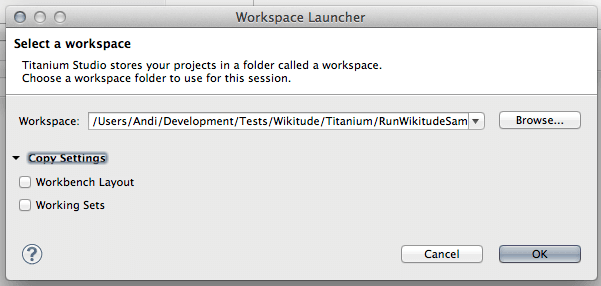 Workspace Launcher
Select a workspace
Titanium Studio stores your projects in a folder called a workspace.
Choose a workspace folder to use for this session.
Workspace: /Users/Andi/Development/Tests/Wikitude/Titanium/RunWikitudeSam Browse...
Copy Settings
Workbench Layout
Working Sets
? Cancel OK